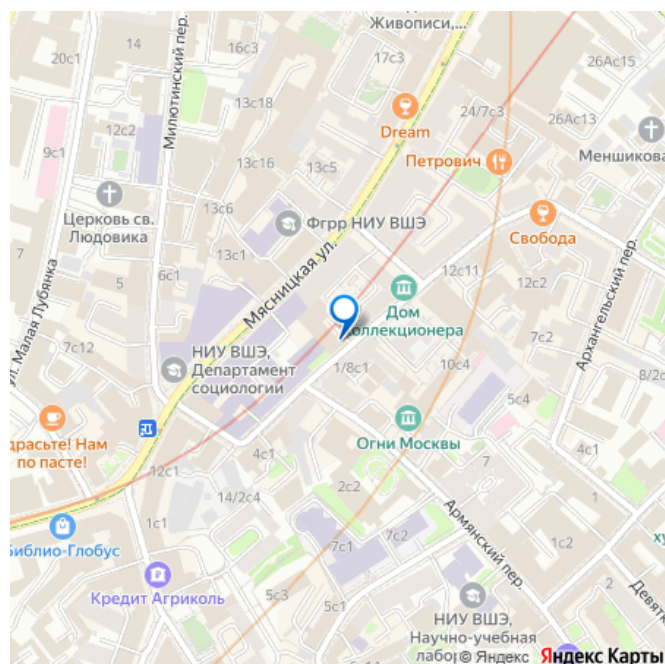 Живописи,...
14
20с1
Милютинский пер.
16с3
17с3
26Ас15
13с18
Dream
24/7с3
26Ас13
12с2
9с1
13с16
Петрович
Меншикова
13с5
Церковь св.
Людовика
13с6
Фгрр НИУ ВШЭ
Свобода
7
13с1
5
6с1
Мясницкая ул.
12с11
12с2
Архангельский пер.
ул. Малая Лубянка
Дом
коллекционера
7с2
7с12
НИУ ВШЭ,
Департамент
социологии
1/8с1
10с4
8/2с
5с4
драсьте! Нам
по пасте!
Огни Москвы
4с1
4с1
12с1
7
14/2с4
2с2
Армянский пер.
1с1
7с2
1с2
Библио-Глобус
7с1
Кредит Агриколь
5с3
5с1
Девятк
НИУ ВШЭ,
Научно-учебная
лабор
© Яндекс Яндекс Карты